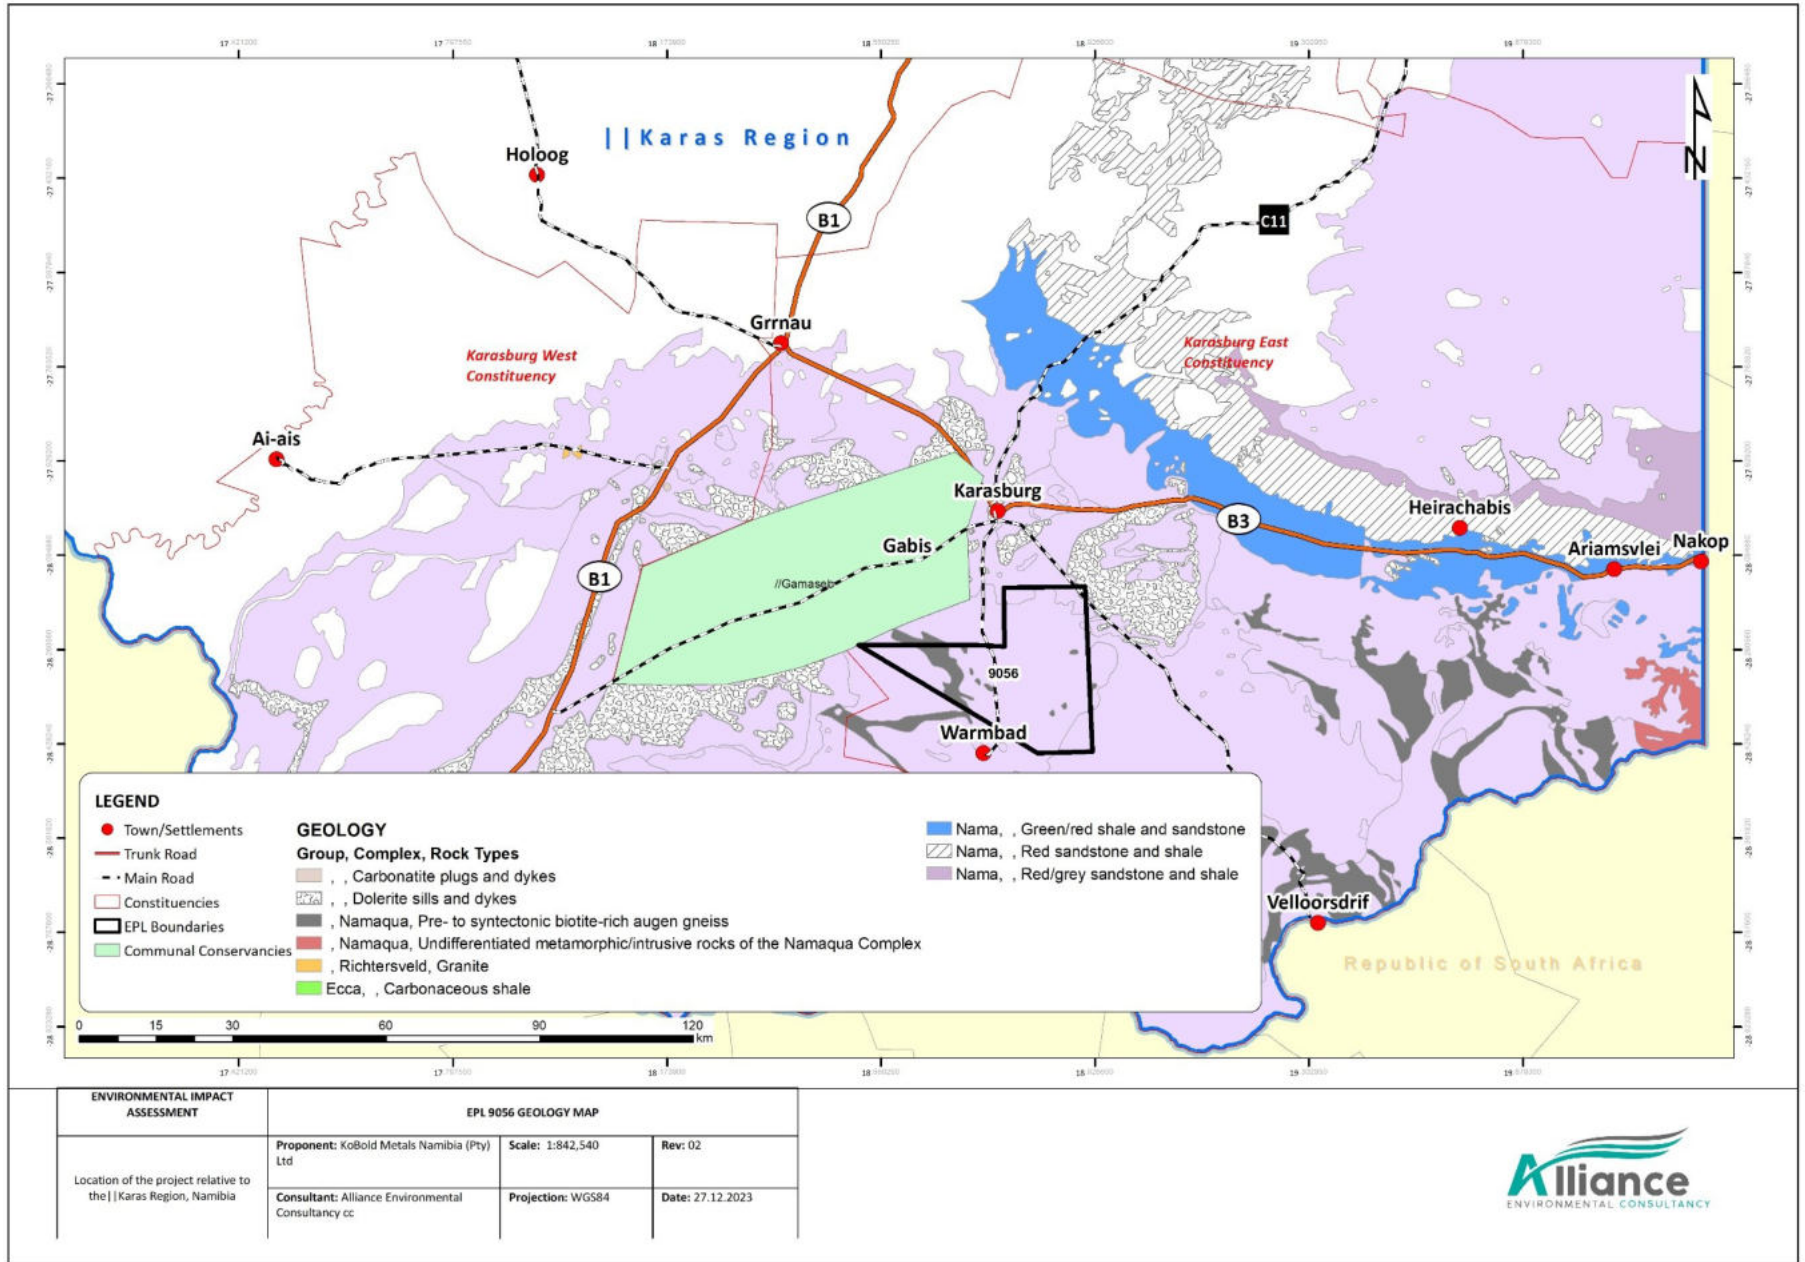 17.421000 17.797500 18.173800
||Karas Region
Holoog
B1
C11
Grrnau
Karasburg West
Constituency
Karasburg East
Constituency
Ai-ais
Karasburg
B3
Heirachabis
Gabis
Ariamsvlei
Nakop
//Gamaseb
B1
9056
Warmbad
Velloorsdrif
Republic of South Africa
N
LEGEND
Town/Settlements
Trunk Road
Main Road
Constituencies
EPL Boundaries
Communal Conservancies
GEOLOGY
Group, Complex, Rock Types
, , Carbonatite plugs and dykes
, , Dolerite sills and dykes
, Namaqua, Pre- to syntectonic biotite-rich augen gneiss
, Namaqua, Undifferentiated metamorphic/intrusive rocks of the Namaqua Complex
, Richtersveld, Granite
Ecca, , Carbonaceous shale
Nama, , Green/red shale and sandstone
Nama, , Red sandstone and shale
Nama, , Red/grey sandstone and shale
0 15 30 60 90 120
km
ENVIRONMENTAL IMPACT
ASSESSMENT
EPL 9056 GEOLOGY MAP
Location of the project relative to
the||Karas Region, Namibia
Proponent: KoBold Metals Namibia (Pty)
Ltd
Scale: 1:842,540
Rev: 02
Consultant: Alliance Environmental
Consultancy cc
Projection: WGS84
Date: 27.12.2023
Alliance
ENVIRONMENTAL CONSULTANCY